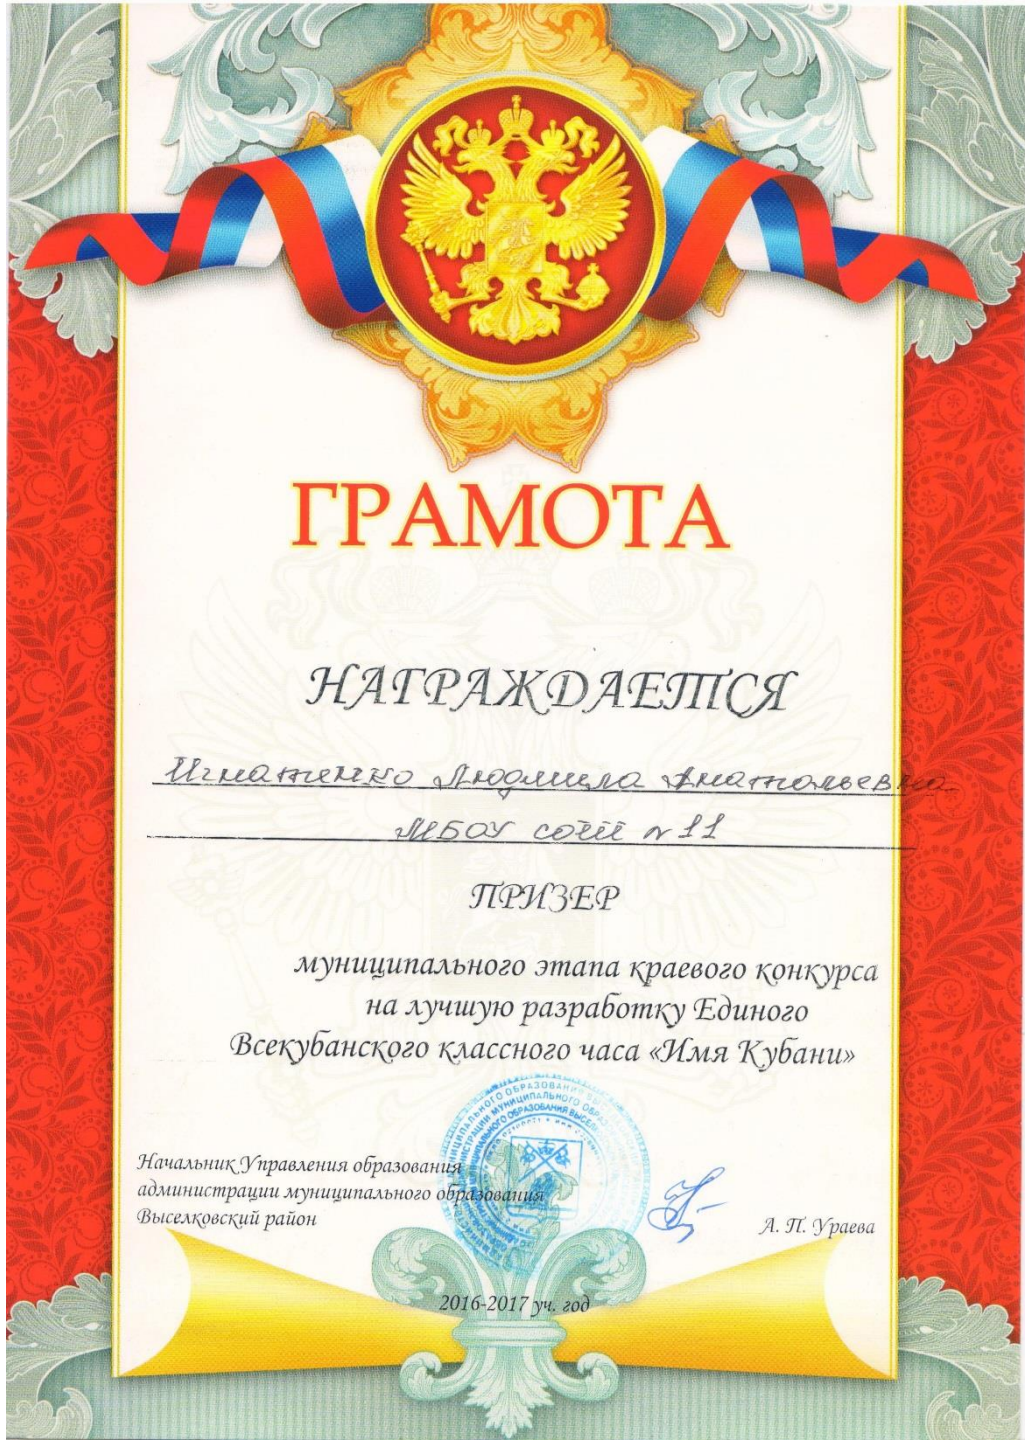 ГРАМОТА
НАГРАЖДАЕТСЯ
Игнатенко Людмила Анатольевна
МБОУ СОШ № 11
ПРИЗЕР
муниципального этапа краевого конкурса
на лучшую разработку Единого
Всекубанского классного часа «Имя Кубани»
Начальник Управления образования
администрации муниципального образования
Выселковский район
А. П. Ураева
2016-2017 уч. год